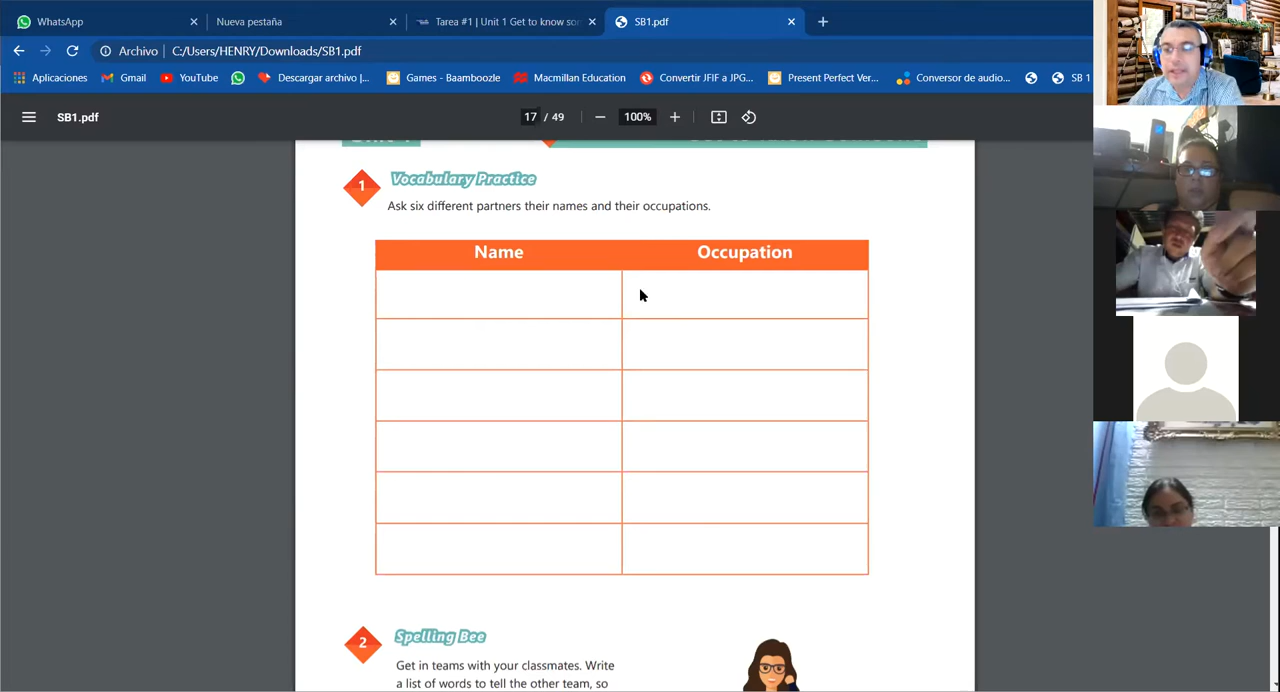 WhatsApp
Nueva pestaña
Tarea #1 | Unit 1 Get to know son
SB1.pdf
Archivo C:/Users/HENRY/Downloads/SB1.pdf
Aplicaciones Gmail YouTube Descargar archivo |... Games - Baamboozle Macmillan Education Convertir JFIF a JPG... Present Perfect Ver... Conversor de audio... SB 1
SB1.pdf
17 / 49
100%
1
Vocabulary Practice
Ask six different partners their names and their occupations.
Name Occupation
2
Spelling Bee
Get in teams with your classmates. Write
a list of words to tell the other team, so